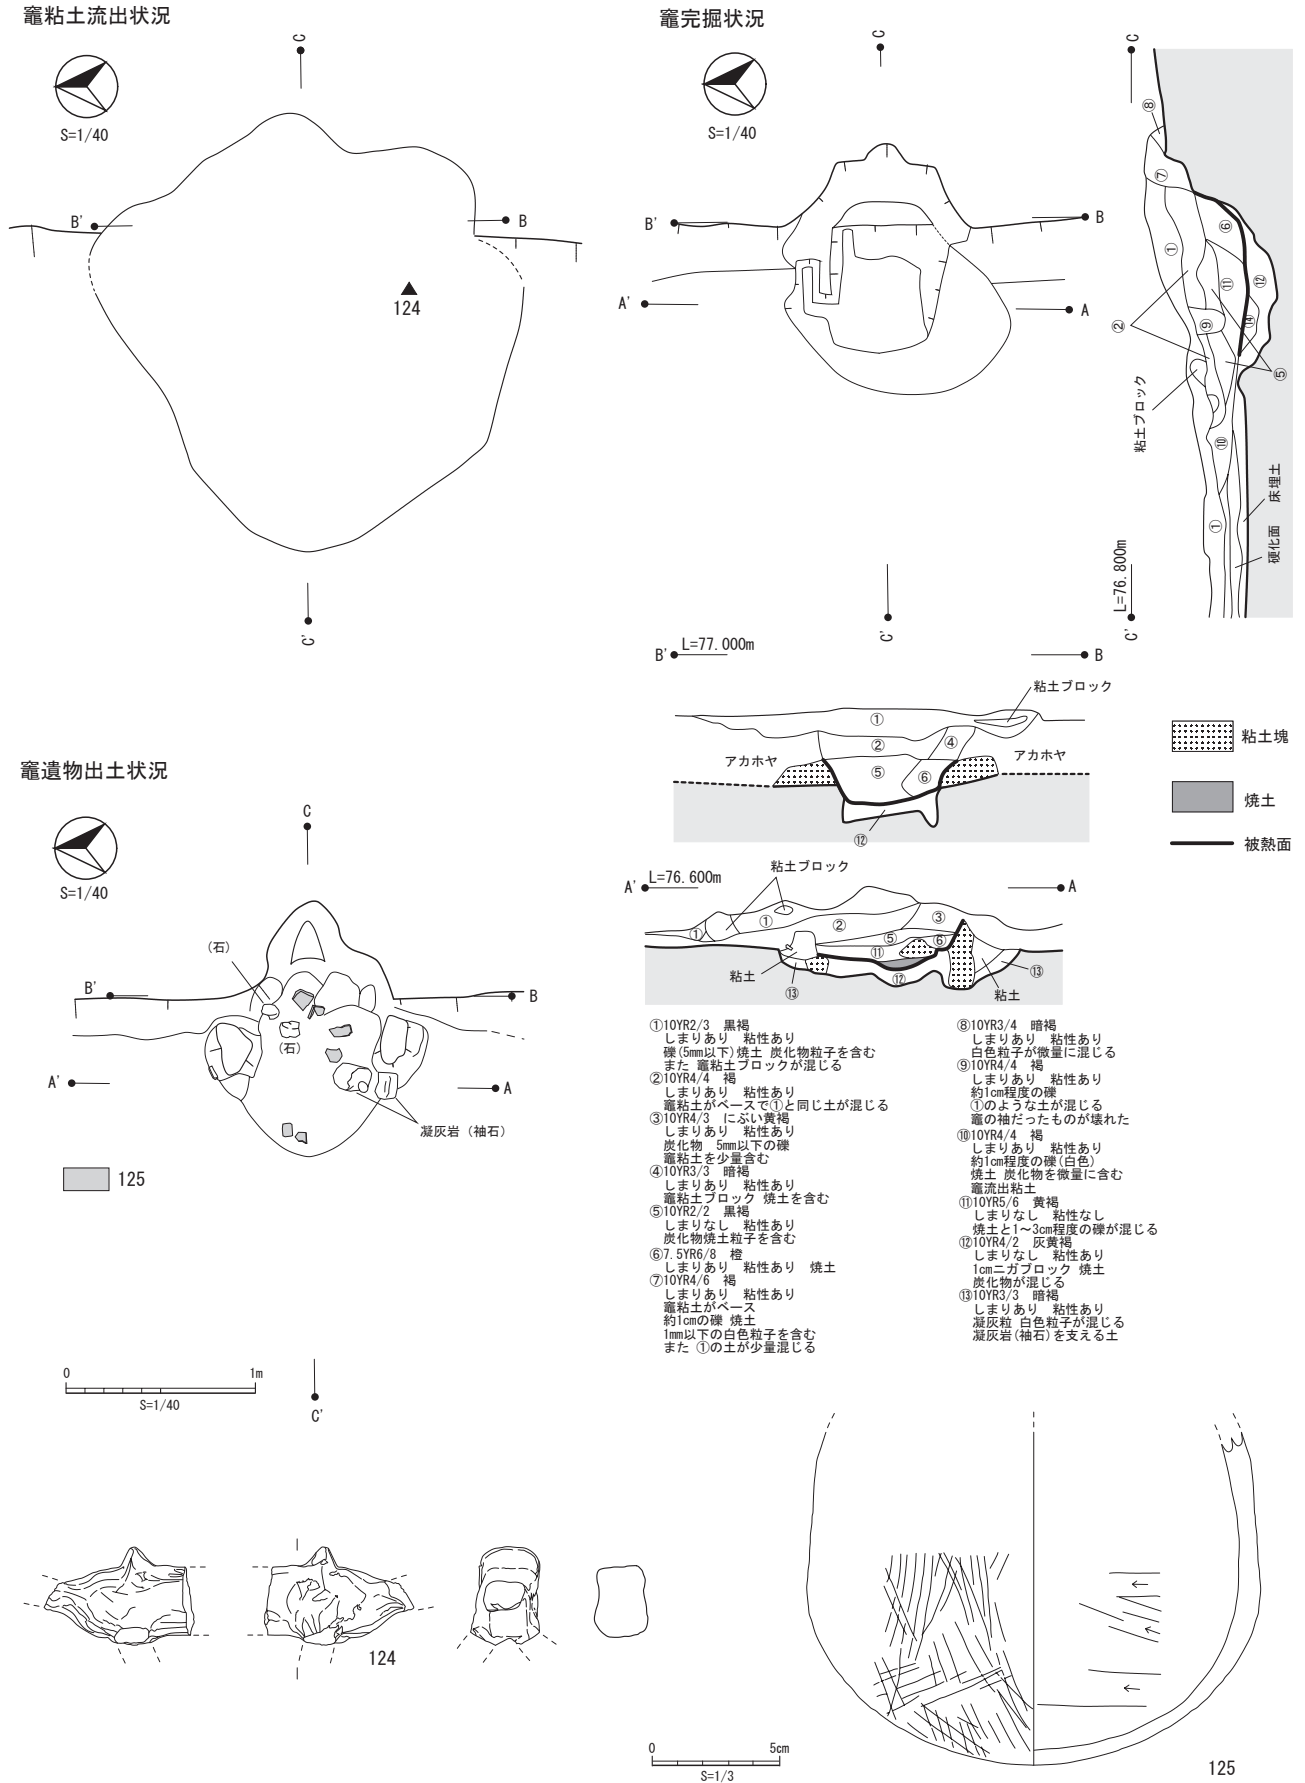 竈粘土流出状況
C
S=1/40
B'
B
124
C'
竈完掘状況
C
S=1/40
B'
B
A'
A
C'
C
⑧
⑦
⑥
①
⑫
⑪
②
⑨
⑭
⑤
粘土ブロック
⑩
床埋土
①
硬化面
L=76.800m
C'
B'
L=77.000m
B
粘土ブロック
①
②
④
アカホヤ
アカホヤ
⑤
⑥
⑫
粘土塊
焼土
被熱面
粘土ブロック
A'
L=76.600m
A
①
①
②
③
⑤
⑥
⑪
粘土
⑫
⑬
⑬
粘土
竈遺物出土状況
C
S=1/40
(石)
B'
B
(石)
A'
A
凝灰岩（袖石）
125
0
1m
S=1/40
C'
①10YR2/3 黒褐
しまりあり 粘性あり
礫(5mm以下)焼土 炭化物粒子を含む
また 竈粘土ブロックが混じる
②10YR4/4 褐
しまりあり 粘性あり
竈粘土がベースで①と同じ土が混じる
③10YR4/3 にぶい黄褐
しまりあり 粘性あり
炭化物 5mm以下の礫
竈粘土を少量含む
④10YR3/3 暗褐
しまりあり 粘性あり
竈粘土ブロック 焼土を含む
⑤10YR2/2 黒褐
しまりなし 粘性あり
炭化物焼土粒子を含む
⑥7.5YR6/8 橙
しまりあり 粘性あり 焼土
⑦10YR4/6 褐
しまりあり 粘性あり
竈粘土がベース
約1cmの礫 焼土
1mm以下の白色粒子を含む
また ①の土が少量混じる
⑧10YR3/4 暗褐
しまりあり 粘性あり
白色粒子が微量に混じる
⑨10YR4/4 褐
しまりあり 粘性あり
約1cm程度の礫
①のような土が混じる
竈の袖だったものが壊れた
⑩10YR4/4 褐
しまりあり 粘性あり
約1cm程度の礫(白色)
焼土 炭化物を微量に含む
竈流出粘土
⑪10YR5/6 黄褐
しまりなし 粘性なし
焼土と1～3cm程度の礫が混じる
⑫10YR4/2 灰黄褐
しまりなし 粘性あり
1cmニガブロック 焼土
炭化物が混じる
⑬10YR3/3 暗褐
しまりあり 粘性あり
凝灰粒 白色粒子が混じる
凝灰岩(袖石)を支える土
124
0
5cm
S=1/3
125